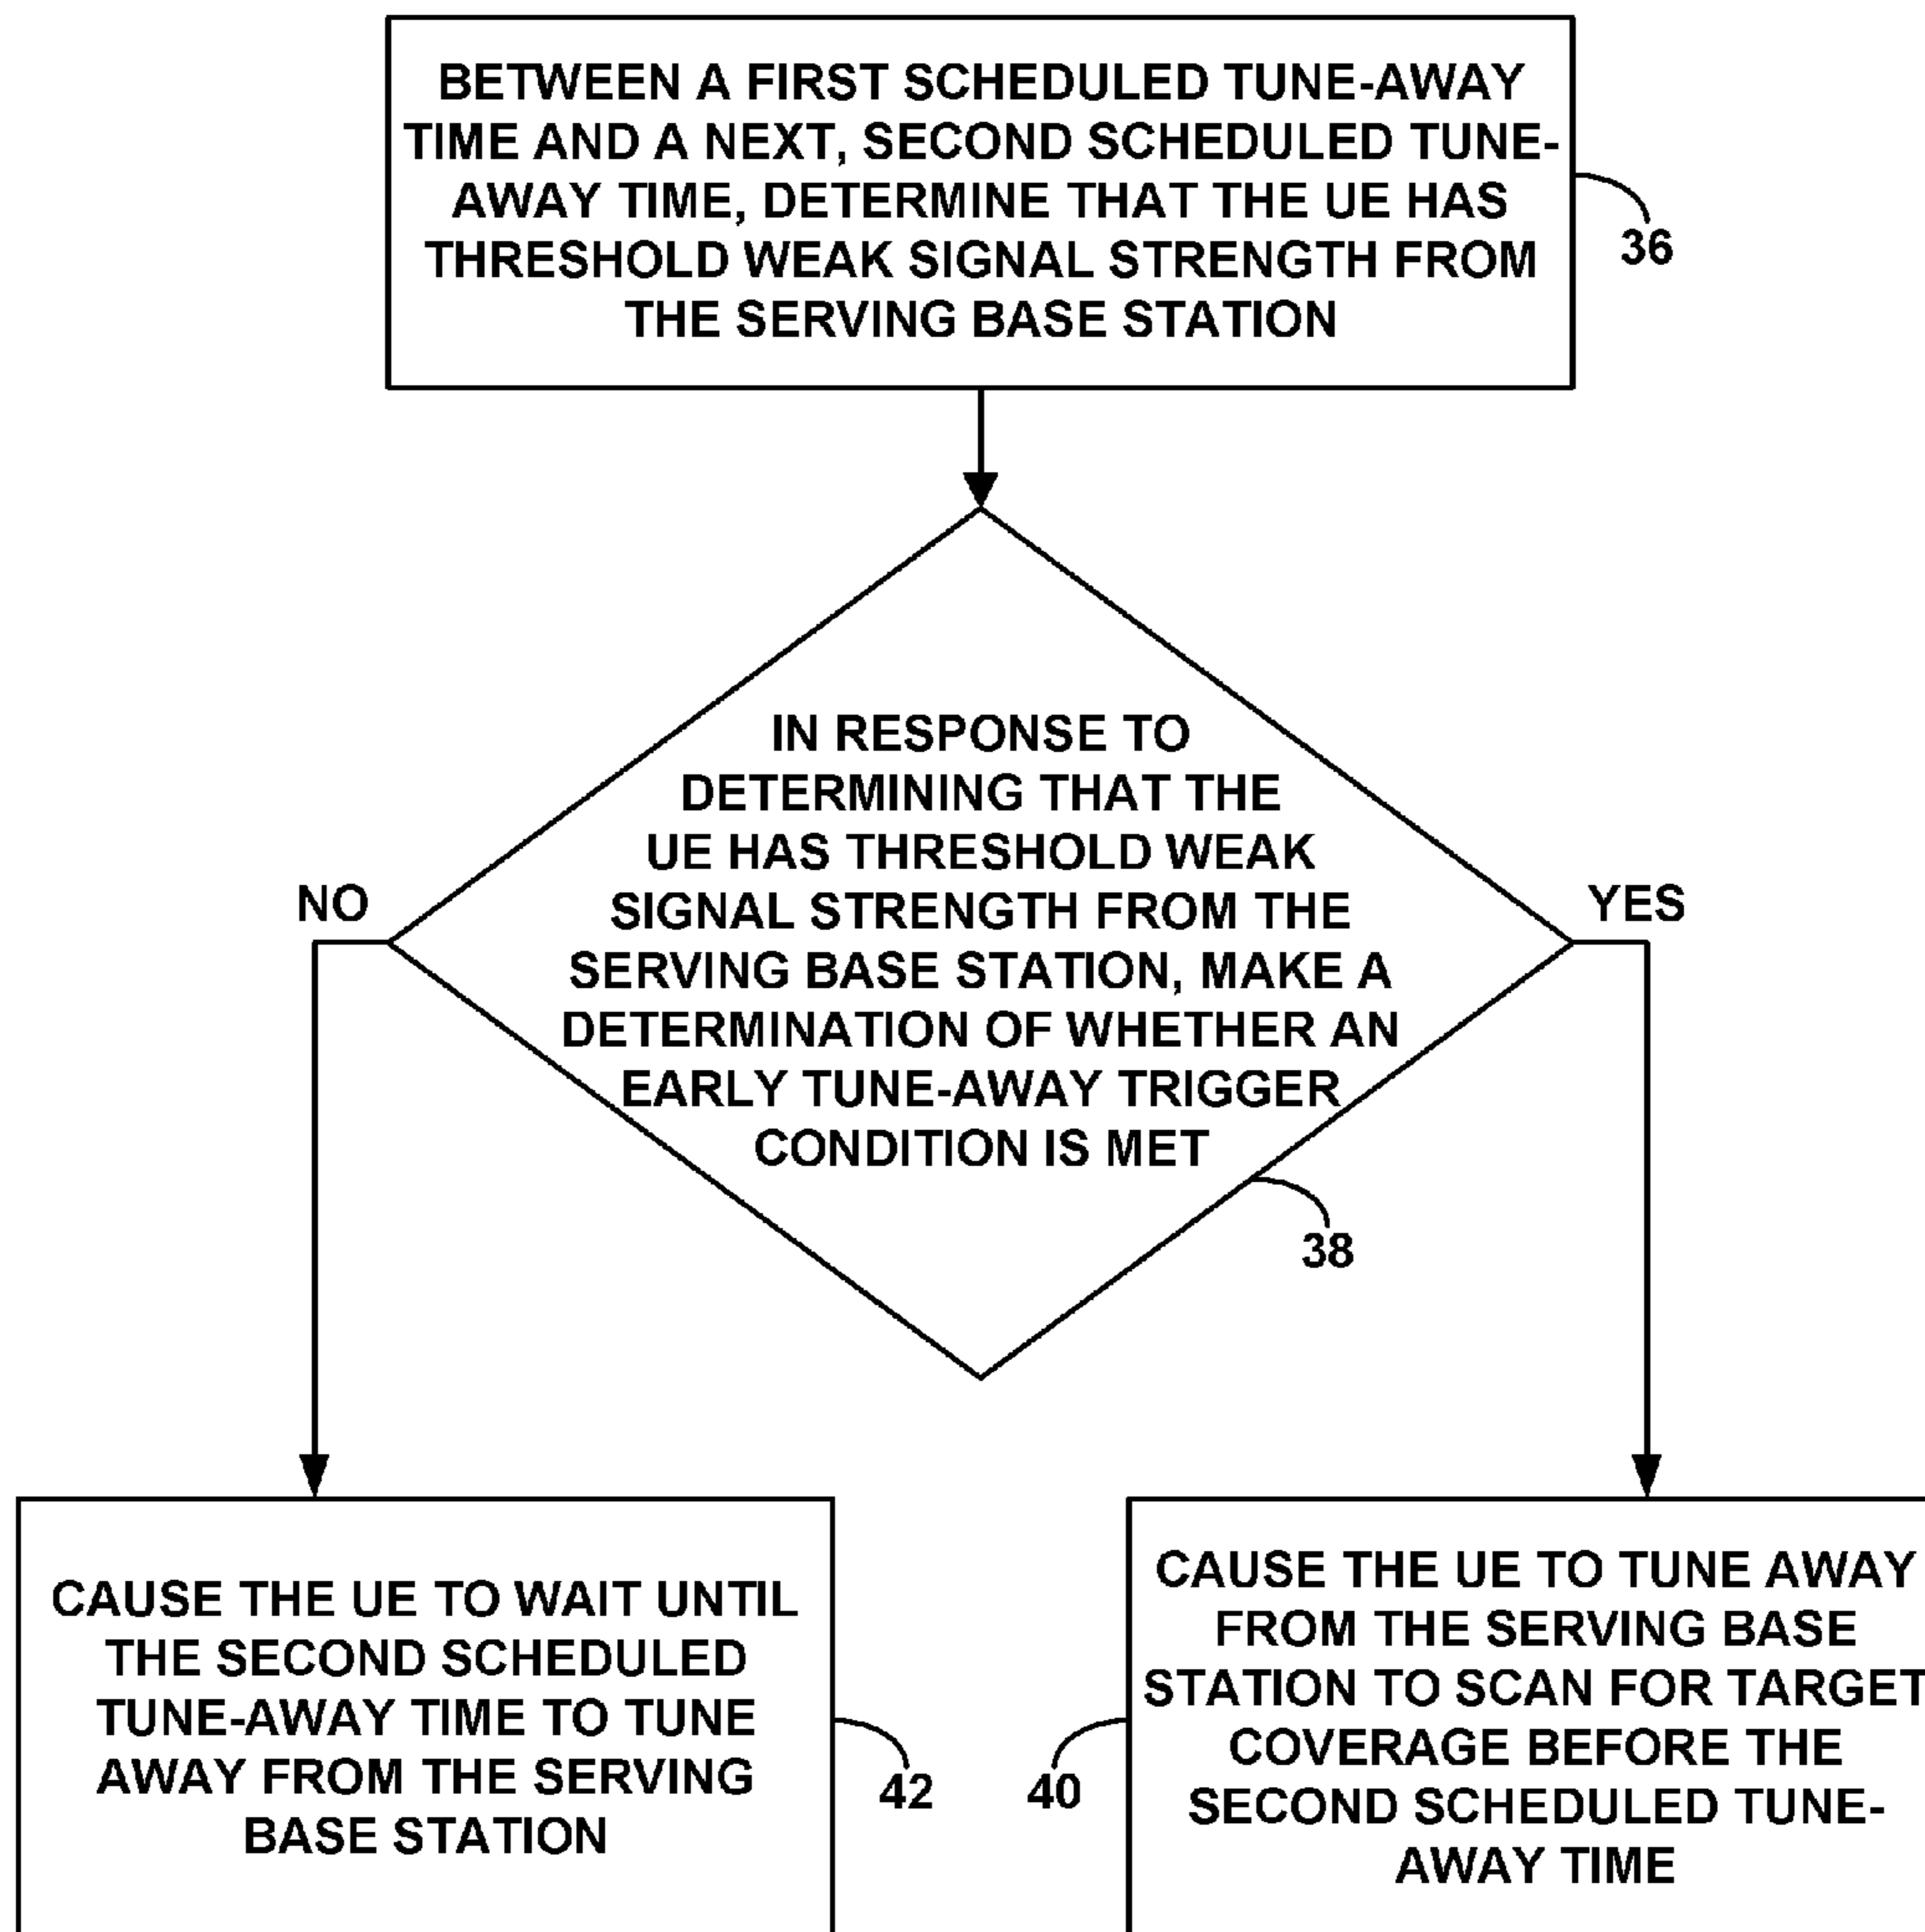 BETWEEN A FIRST SCHEDULED TUNE-AWAY
TIME AND A NEXT, SECOND SCHEDULED TUNE-
AWAY TIME, DETERMINE THAT THE UE HAS
THRESHOLD WEAK SIGNAL STRENGTH FROM
THE SERVING BASE STATION
36
IN RESPONSE TO
DETERMINING THAT THE
UE HAS THRESHOLD WEAK
SIGNAL STRENGTH FROM THE
SERVING BASE STATION, MAKE A
DETERMINATION OF WHETHER AN
EARLY TUNE-AWAY TRIGGER
CONDITION IS MET
NO
YES
38
CAUSE THE UE TO WAIT UNTIL
THE SECOND SCHEDULED
TUNE-AWAY TIME TO TUNE
AWAY FROM THE SERVING
BASE STATION
42
40
CAUSE THE UE TO TUNE AWAY
FROM THE SERVING BASE
STATION TO SCAN FOR TARGET
COVERAGE BEFORE THE
SECOND SCHEDULED TUNE-
AWAY TIME